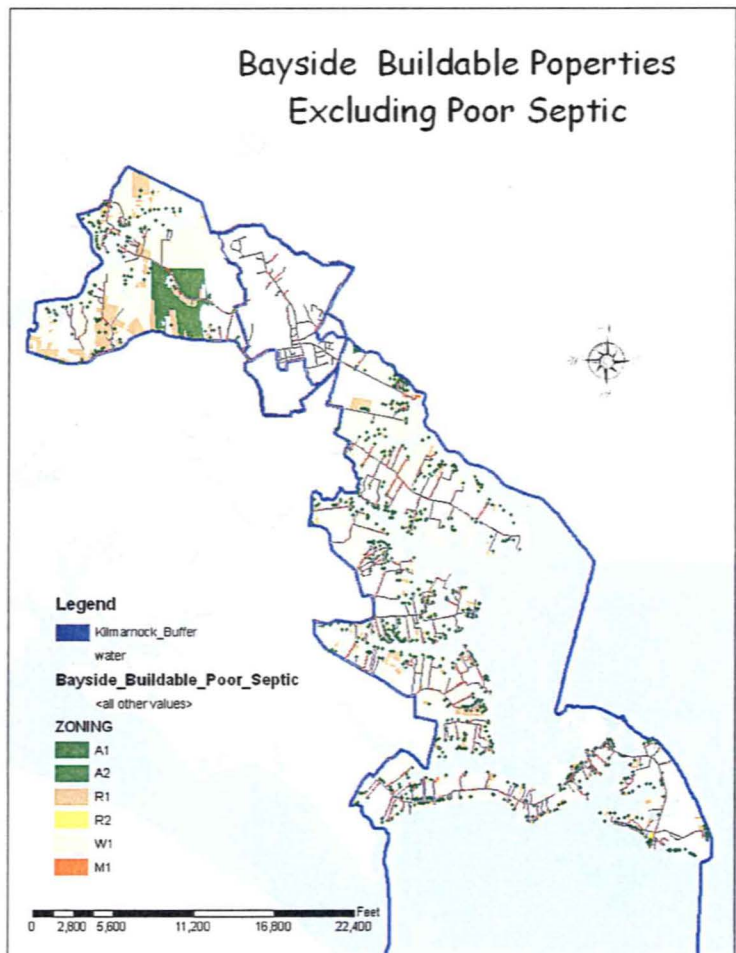 Bayside Buildable Poperties
Excluding Poor Septic
Legend
Kilmarnock_Buffer
water
Bayside_Buildable_Poor_Septic
<all other values>
ZONING
A1
A2
R1
R2
W1
M1
Feet
0 2,800 5,600 11,200 16,800 22,400